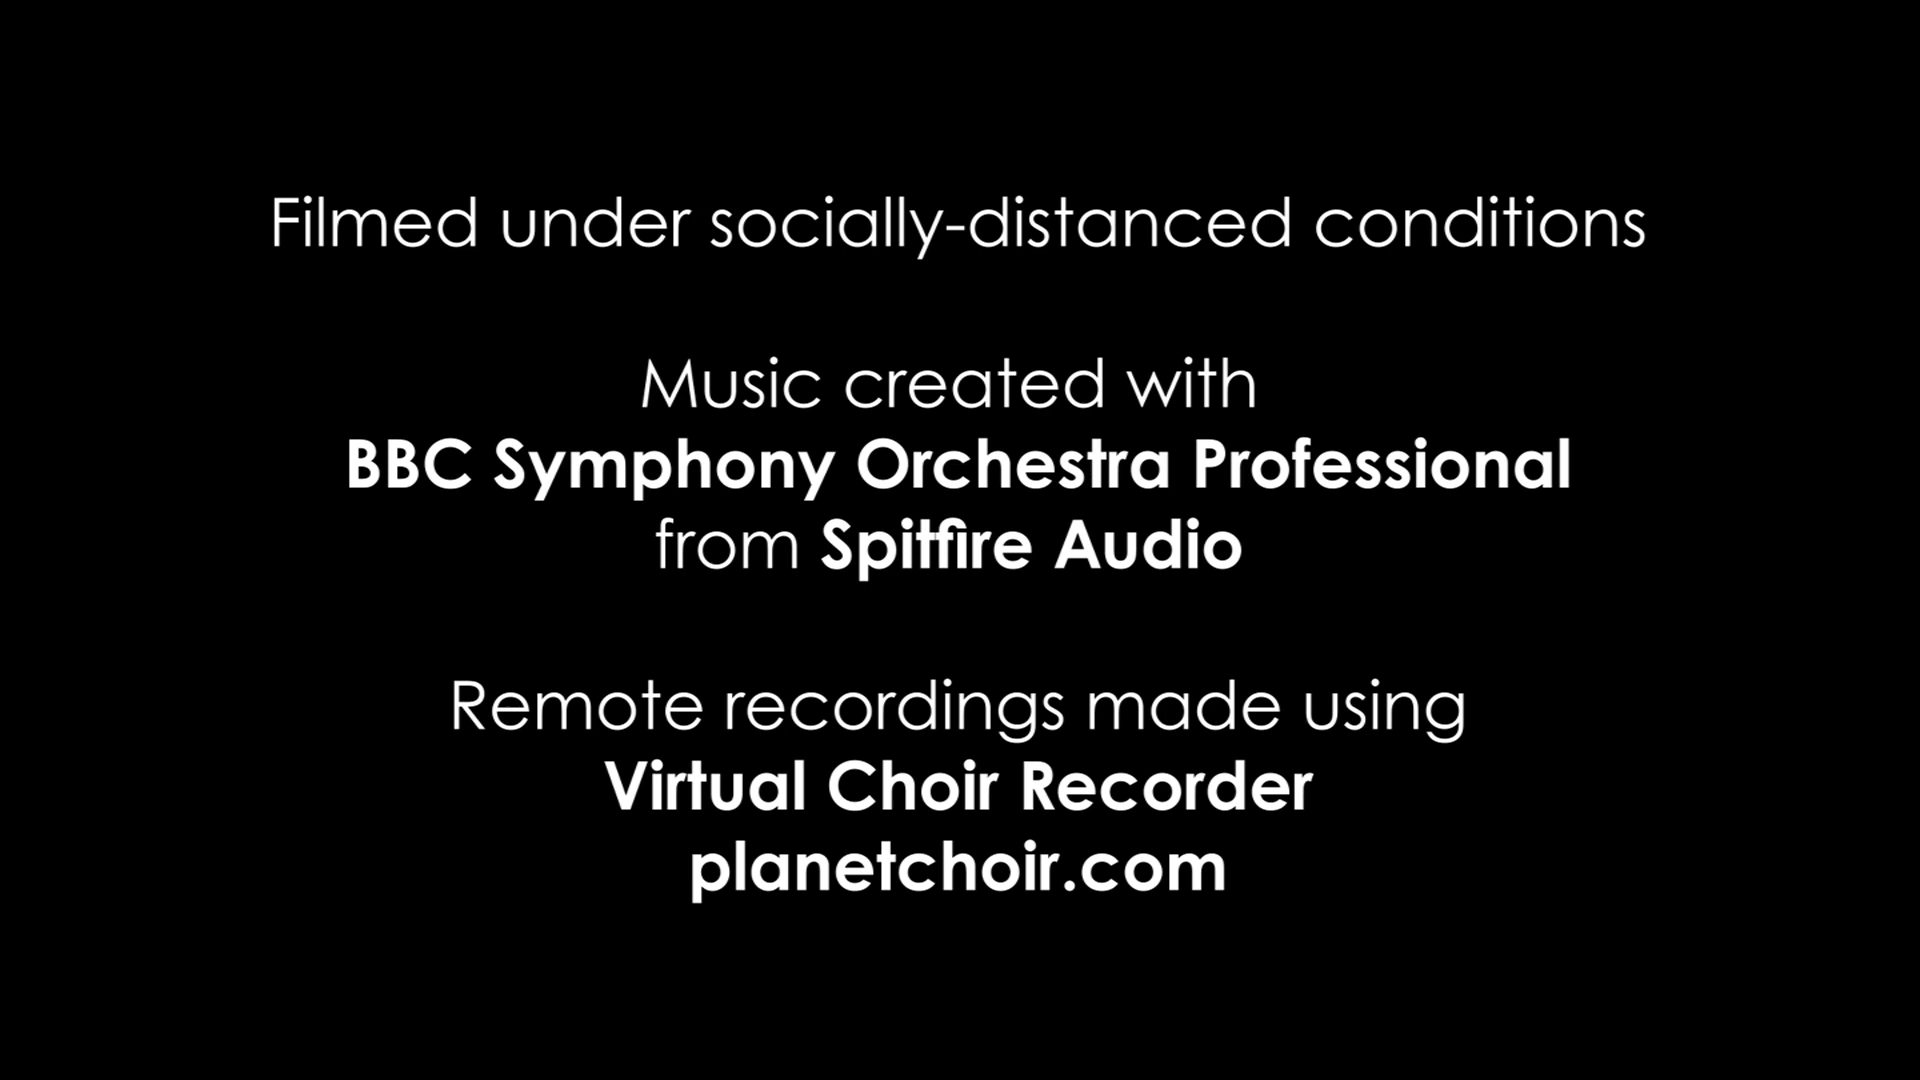 Filmed under socially-distanced conditions
Music created with
BBC Symphony Orchestra Professional
from Spitfire Audio
Remote recordings made using
Virtual Choir Recorder
planetchoir.com